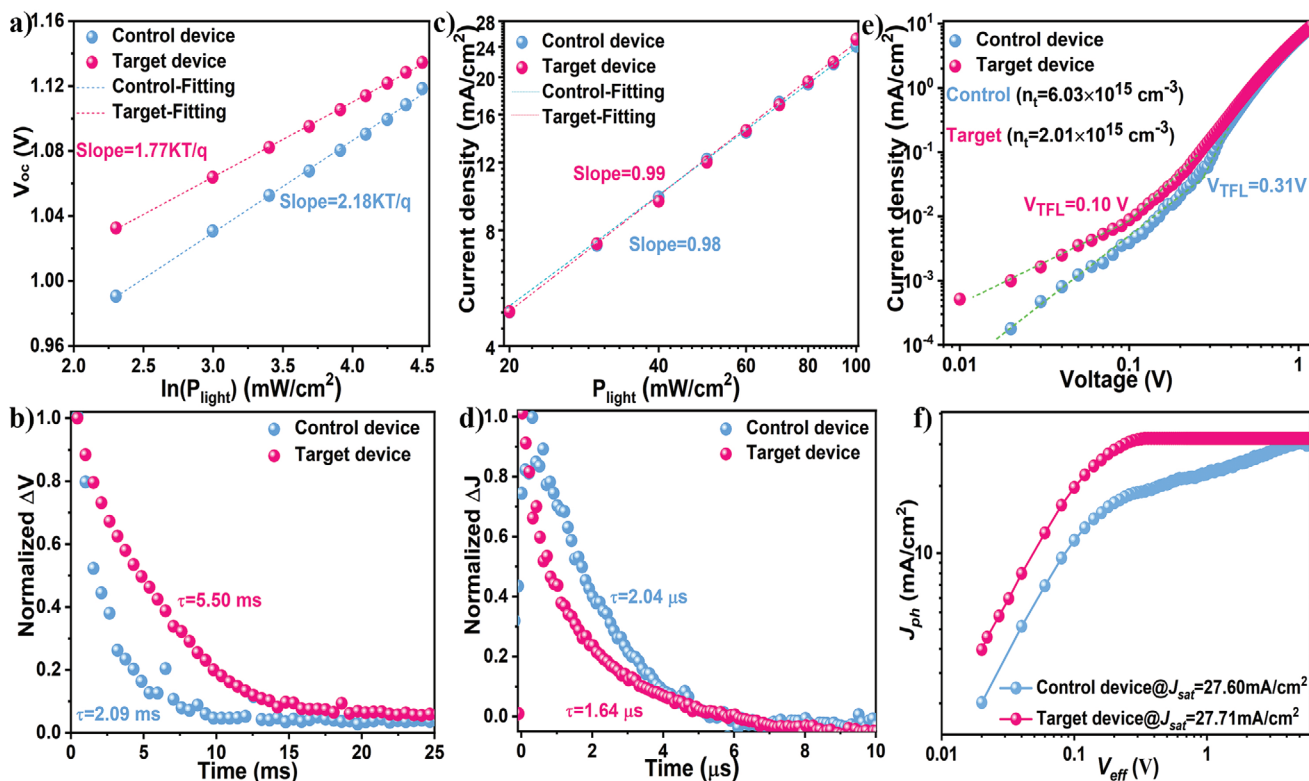 a)
1.16
1.12
1.08
1.04
1.00
0.96
Voc (V)
Control device
Target device
Control-Fitting
Target-Fitting
Slope=1.77KT/q
Slope=2.18KT/q
2.0
2.5
3.0
3.5
4.0
4.5
ln(Plight) (mW/cm²)
c)
28
24
20
16
12
8
4
Current density (mA/cm²)
Control device
Target device
Control-Fitting
Target-Fitting
Slope=0.99
Slope=0.98
20
40
60
80
100
Plight (mW/cm²)
e)
10¹
10⁰
10⁻¹
10⁻²
10⁻³
10⁻⁴
Current density (mA/cm²)
Control device
Target device
Control (nt=6.03×10¹⁵ cm⁻³)
Target (nt=2.01×10¹⁵ cm⁻³)
VTFL=0.10 V
VTFL=0.31V
0.01
0.1
1
Voltage (V)
b)
1.0
0.8
0.6
0.4
0.2
0.0
Normalized ΔV
Control device
Target device
τ=5.50 ms
τ=2.09 ms
0
5
10
15
20
25
Time (ms)
d)
1.0
0.8
0.6
0.4
0.2
0.0
Normalized ΔJ
Control device
Target device
τ=2.04 μs
τ=1.64 μs
0
2
4
6
8
10
Time (μs)
f)
10
Jph (mA/cm²)
Control device@Jsat=27.60mA/cm²
Target device@Jsat=27.71mA/cm²
0.01
0.1
1
Veff (V)